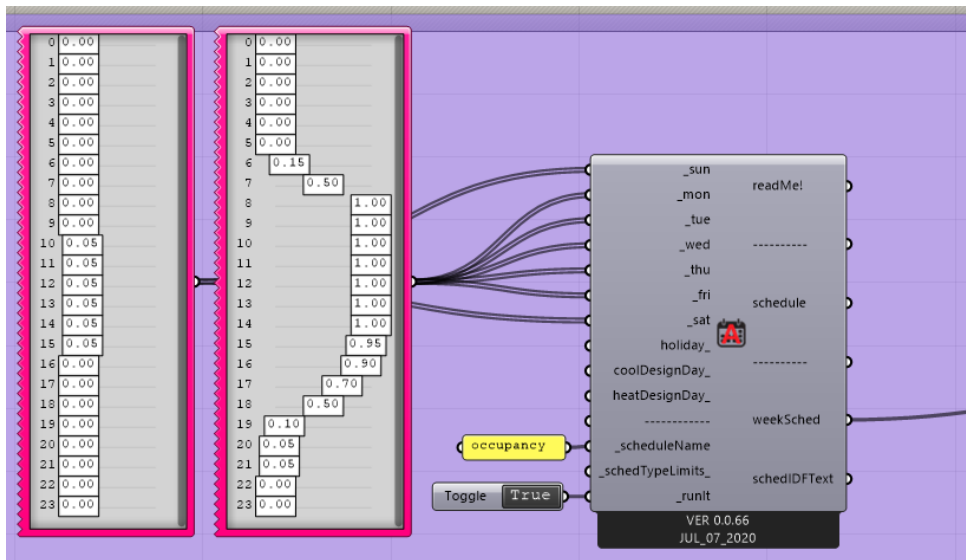 0 0.00
1 0.00
2 0.00
3 0.00
4 0.00
5 0.00
6 0.00
7 0.00
8 0.00
9 0.00
10 0.05
11 0.05
12 0.05
13 0.05
14 0.05
15 0.05
16 0.00
17 0.00
18 0.00
19 0.00
20 0.00
21 0.00
22 0.00
23 0.00
0 0.00
1 0.00
2 0.00
3 0.00
4 0.00
5 0.00
6 0.15
7 0.50
8 1.00
9 1.00
10 1.00
11 1.00
12 1.00
13 1.00
14 1.00
15 0.95
16 0.90
17 0.70
18 0.50
19 0.10
20 0.05
21 0.05
22 0.00
23 0.00
_sun
_mon
_tue
_wed
_thu
_fri
_sat
holiday_
coolDesignDay_
heatDesignDay_
------------
_scheduleName
_schedTypeLimits_
_runIt
readMe!
----------
schedule
----------
weekSched
schedIDFText
A
occupancy
Toggle True
VER 0.0.66
JUL_07_2020